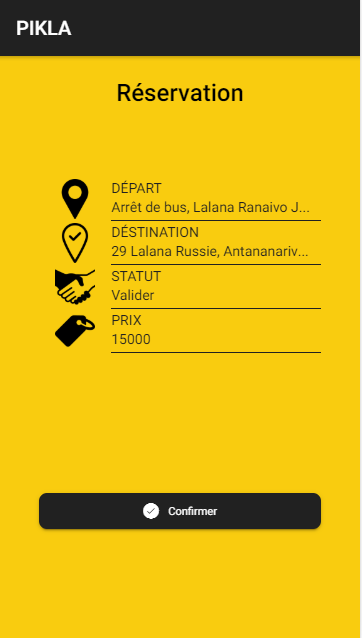 PIKLA
Réservation
DÉPART
Arrêt de bus, Lalana Ranaivo J...
DÉSTINATION
29 Lalana Russie, Antananariv...
STATUT
Valider
PRIX
15000
Confirmer